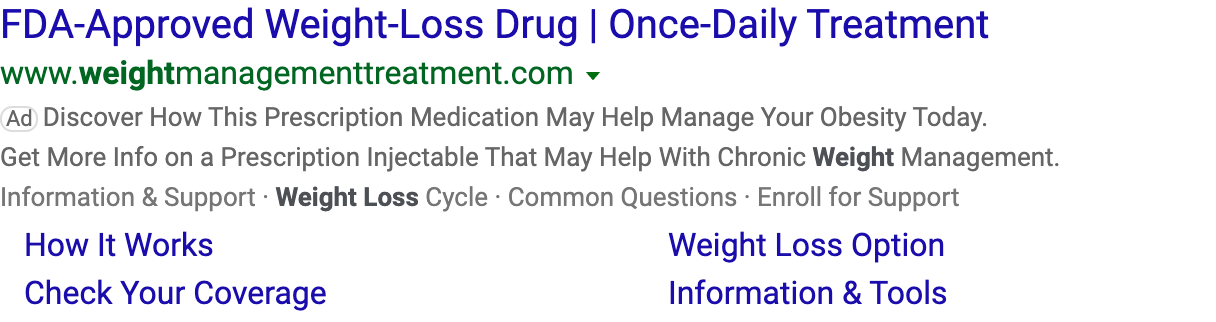 FDA-Approved Weight-Loss Drug | Once-Daily Treatment
www.weightmanagementtreatment.com
Ad Discover How This Prescription Medication May Help Manage Your Obesity Today.
Get More Info on a Prescription Injectable That May Help With Chronic Weight Management.
Information & Support · Weight Loss Cycle · Common Questions · Enroll for Support
How It Works Weight Loss Option
Check Your Coverage Information & Tools